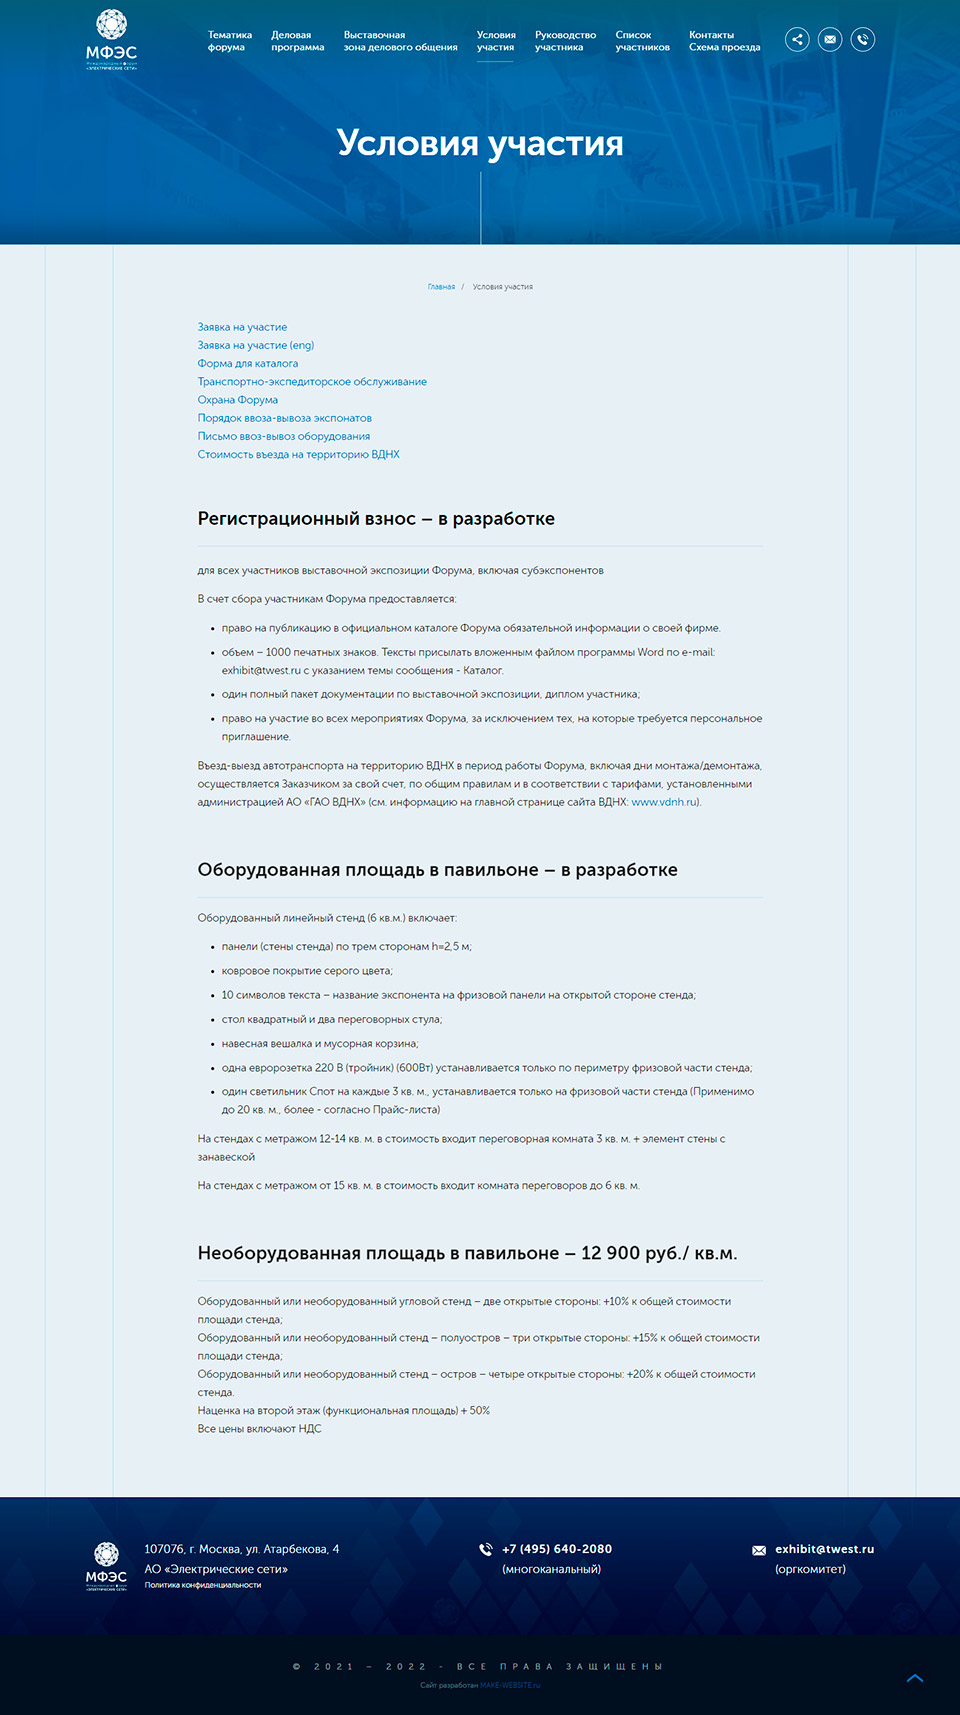 МФЭС
Международный форум
«ЭЛЕКТРИЧЕСКИЕ СЕТИ»
Тематика
форума
Деловая
программа
Выставочная
зона делового общения
Условия
участия
Руководство
участника
Список
участников
Контакты
Схема проезда
Условия участия
Главная / Условия участия
Заявка на участие
Заявка на участие (eng)
Форма для каталога
Транспортно-экспедиторское обслуживание
Охрана Форума
Порядок ввоза-вывоза экспонатов
Письмо ввоз-вывоз оборудования
Стоимость въезда на территорию ВДНХ
Регистрационный взнос – в разработке
для всех участников выставочной экспозиции Форума, включая субэкспонентов
В счет сбора участникам Форума предоставляется:
• право на публикацию в официальном каталоге Форума обязательной информации о своей фирме.
• объем – 1000 печатных знаков. Тексты присылать вложенным файлом программы Word по e-mail:
exhibit@twest.ru с указанием темы сообщения - Каталог.
• один полный пакет документации по выставочной экспозиции, диплом участника;
• право на участие во всех мероприятиях Форума, за исключением тех, на которые требуется персональное
приглашение.
Въезд-выезд автотранспорта на территорию ВДНХ в период работы Форума, включая дни монтажа/демонтажа,
осуществляется Заказчиком за свой счет, по общим правилам и в соответствии с тарифами, установленными
администрацией АО «ГАО ВДНХ» (см. информацию на главной странице сайта ВДНХ: www.vdnh.ru).
Оборудованная площадь в павильоне – в разработке
Оборудованный линейный стенд (6 кв.м.) включает:
• панели (стены стенда) по трем сторонам h=2,5 м;
• ковровое покрытие серого цвета;
• 10 символов текста – название экспонента на фризовой панели на открытой стороне стенда;
• стол квадратный и два переговорных стула;
• навесная вешалка и мусорная корзина;
• одна евророзетка 220 В (тройник) (600Вт) устанавливается только по периметру фризовой части стенда;
• один светильник Спот на каждые 3 кв. м., устанавливается только на фризовой части стенда (Применимо
до 20 кв. м., более - согласно Прайс-листа)
На стендах с метражом 12-14 кв. м. в стоимость входит переговорная комната 3 кв. м. + элемент стены с
занавеской
На стендах с метражом от 15 кв. м. в стоимость входит комната переговоров до 6 кв. м.
Необорудованная площадь в павильоне – 12 900 руб./ кв.м.
Оборудованный или необорудованный угловой стенд – две открытые стороны: +10% к общей стоимости
площади стенда;
Оборудованный или необорудованный стенд – полуостров – три открытые стороны: +15% к общей стоимости
площади стенда;
Оборудованный или необорудованный стенд – остров – четыре открытые стороны: +20% к общей стоимости
стенда.
Наценка на второй этаж (функциональная площадь) + 50%
Все цены включают НДС
МФЭС
Международный форум
«ЭЛЕКТРИЧЕСКИЕ СЕТИ»
107076, г. Москва, ул. Атарбекова, 4
АО «Электрические сети»
Политика конфиденциальности
+7 (495) 640-2080
(многоканальный)
exhibit@twest.ru
(оргкомитет)
© 2021 – 2022 - ВСЕ ПРАВА ЗАЩИЩЕНЫ
Сайт разработан MAKE-WEBSITE.ru